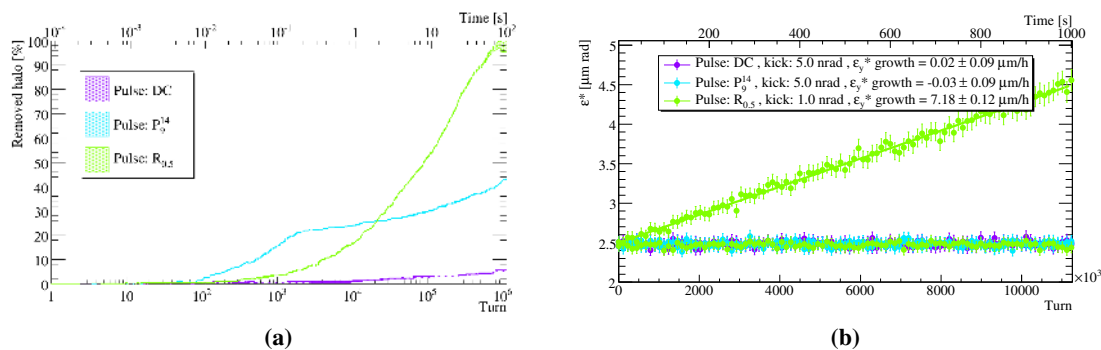 Time [s]
10⁻⁴ 10⁻³ 10⁻² 10⁻¹ 1 10 10²
Removed halo [%]
100
90
80
70
60
50
40
30
20
10
0
Pulse: DC
Pulse: P₉¹⁴
Pulse: R₀.₅
1 10 10² 10³ 10⁴ 10⁵ 10⁶
Turn
(a)
Time [s]
200 400 600 800 1000
ε* [μm rad]
5
4.5
4
3.5
3
2.5
2
Pulse: DC , kick: 5.0 nrad , εᵧ* growth = 0.02 ± 0.09 μm/h
Pulse: P₉¹⁴, kick: 5.0 nrad , εᵧ* growth = -0.03 ± 0.09 μm/h
Pulse: R₀.₅ , kick: 1.0 nrad , εᵧ* growth = 7.18 ± 0.12 μm/h
0 2000 4000 6000 8000 10000
×10³
Turn
(b)